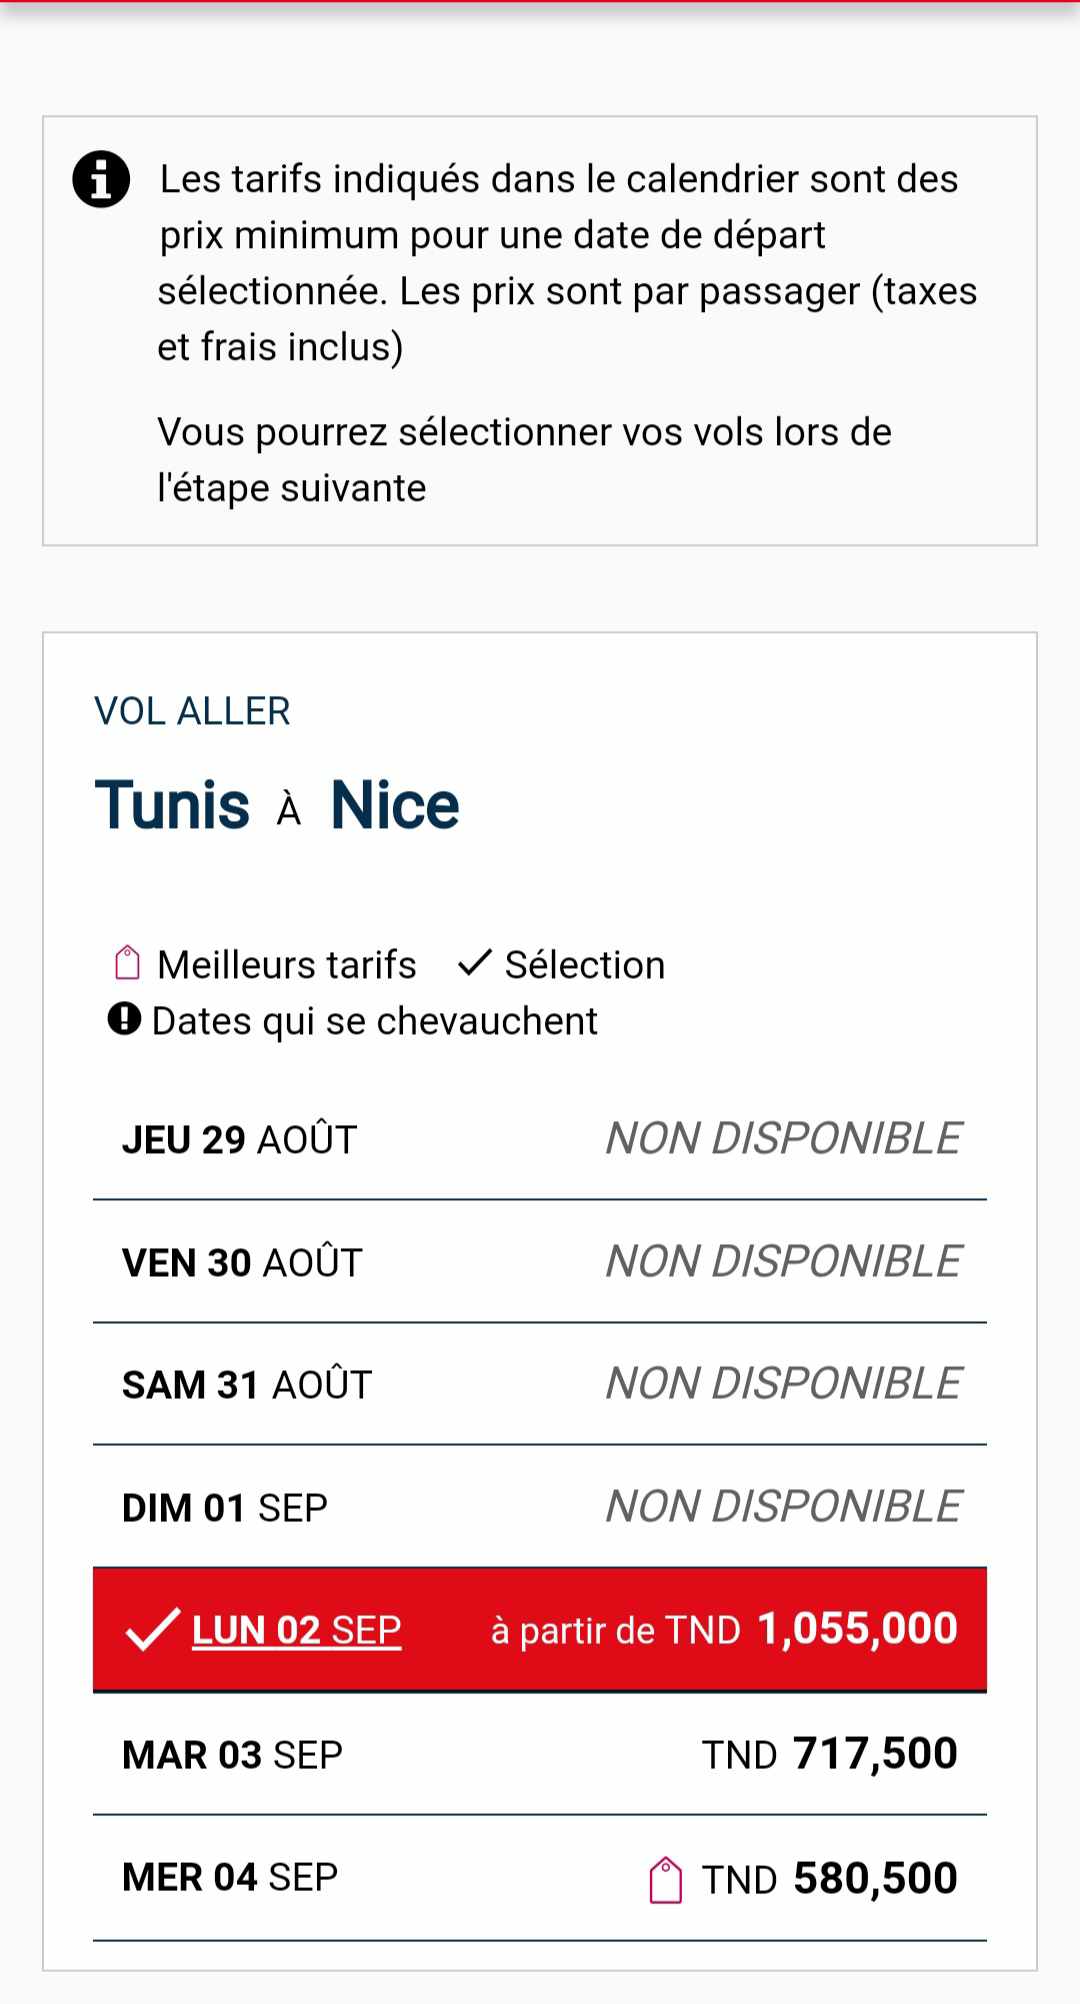 Les tarifs indiqués dans le calendrier sont des
prix minimum pour une date de départ
sélectionnée. Les prix sont par passager (taxes
et frais inclus)
Vous pourrez sélectionner vos vols lors de
l'étape suivante
VOL ALLER
Tunis À Nice
Meilleurs tarifs Sélection
Dates qui se chevauchent
JEU 29 AOÛT NON DISPONIBLE
VEN 30 AOÛT NON DISPONIBLE
SAM 31 AOÛT NON DISPONIBLE
DIM 01 SEP NON DISPONIBLE
LUN 02 SEP à partir de TND 1,055,000
MAR 03 SEP TND 717,500
MER 04 SEP TND 580,500